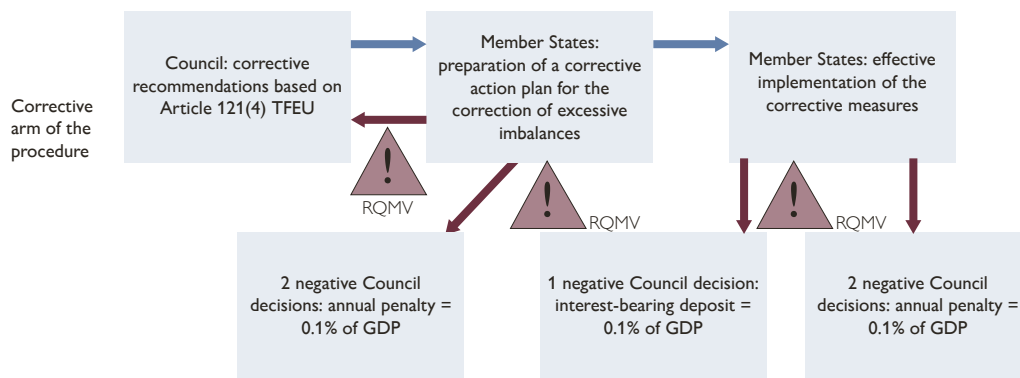 Corrective
arm of the
procedure
Council: corrective
recommendations based on
Article 121(4) TFEU
Member States:
preparation of a corrective
action plan for the
correction of excessive
imbalances
Member States: effective
implementation of the
corrective measures
!
RQMV
!
RQMV
!
RQMV
2 negative Council
decisions: annual penalty =
0.1% of GDP
1 negative Council decision:
interest-bearing deposit =
0.1% of GDP
2 negative Council
decisions: annual penalty =
0.1% of GDP